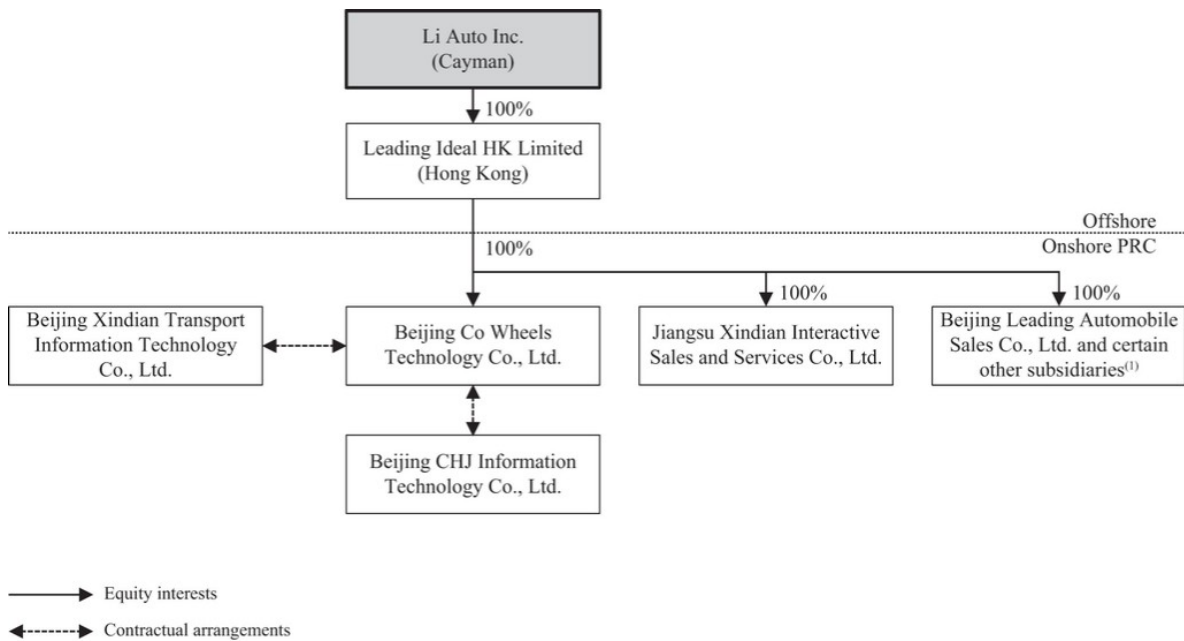 Li Auto Inc.
(Cayman)
100%
Leading Ideal HK Limited
(Hong Kong)
Offshore
100%
Onshore PRC
100%
100%
Beijing Xindian Transport
Information Technology
Co., Ltd.
Beijing Co Wheels
Technology Co., Ltd.
Jiangsu Xindian Interactive
Sales and Services Co., Ltd.
Beijing Leading Automobile
Sales Co., Ltd. and certain
other subsidiaries(1)
Beijing CHJ Information
Technology Co., Ltd.
Equity interests
Contractual arrangements